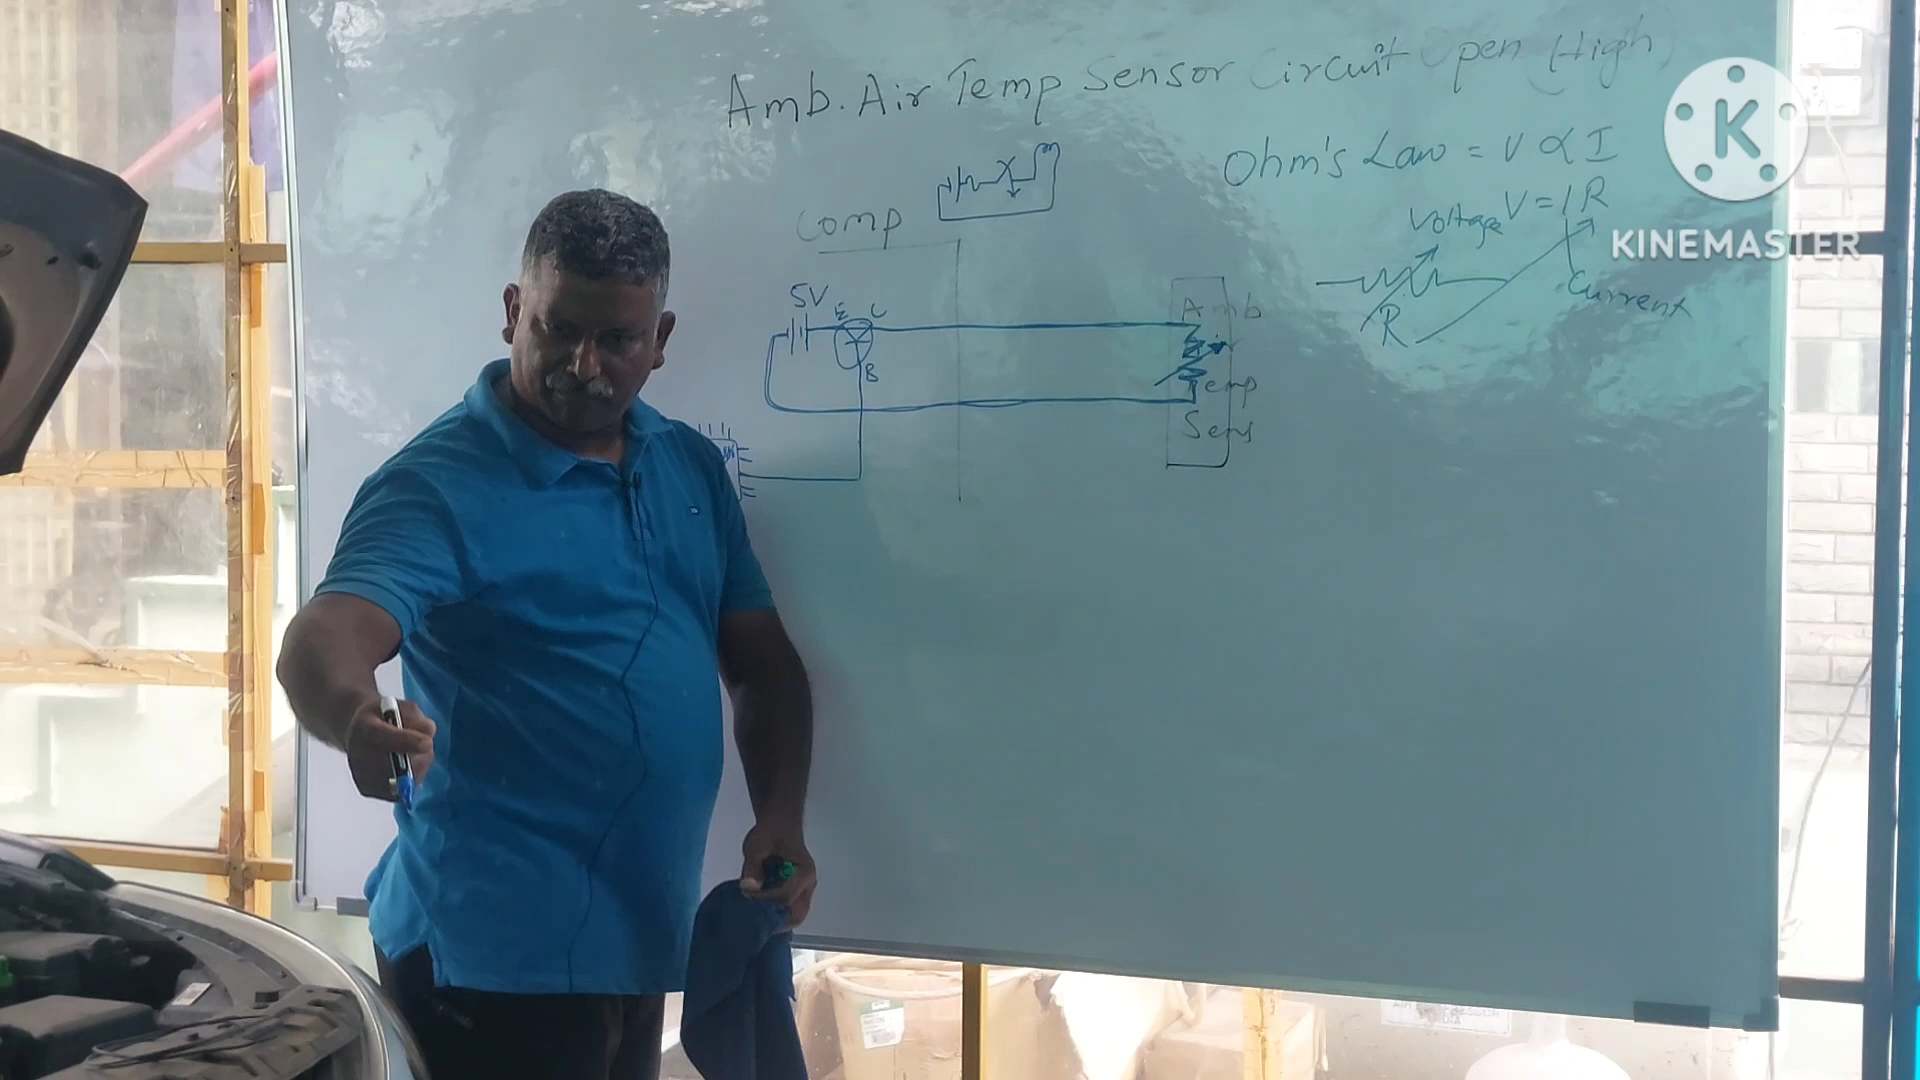 Amb. Air Temp Sensor Circuit Open (High)
Ohm's Law = V α I
V = IR
Voltage
Current
R
Comp
5V
E C
B
Amb
Temp
Sens
K
KINEMASTER